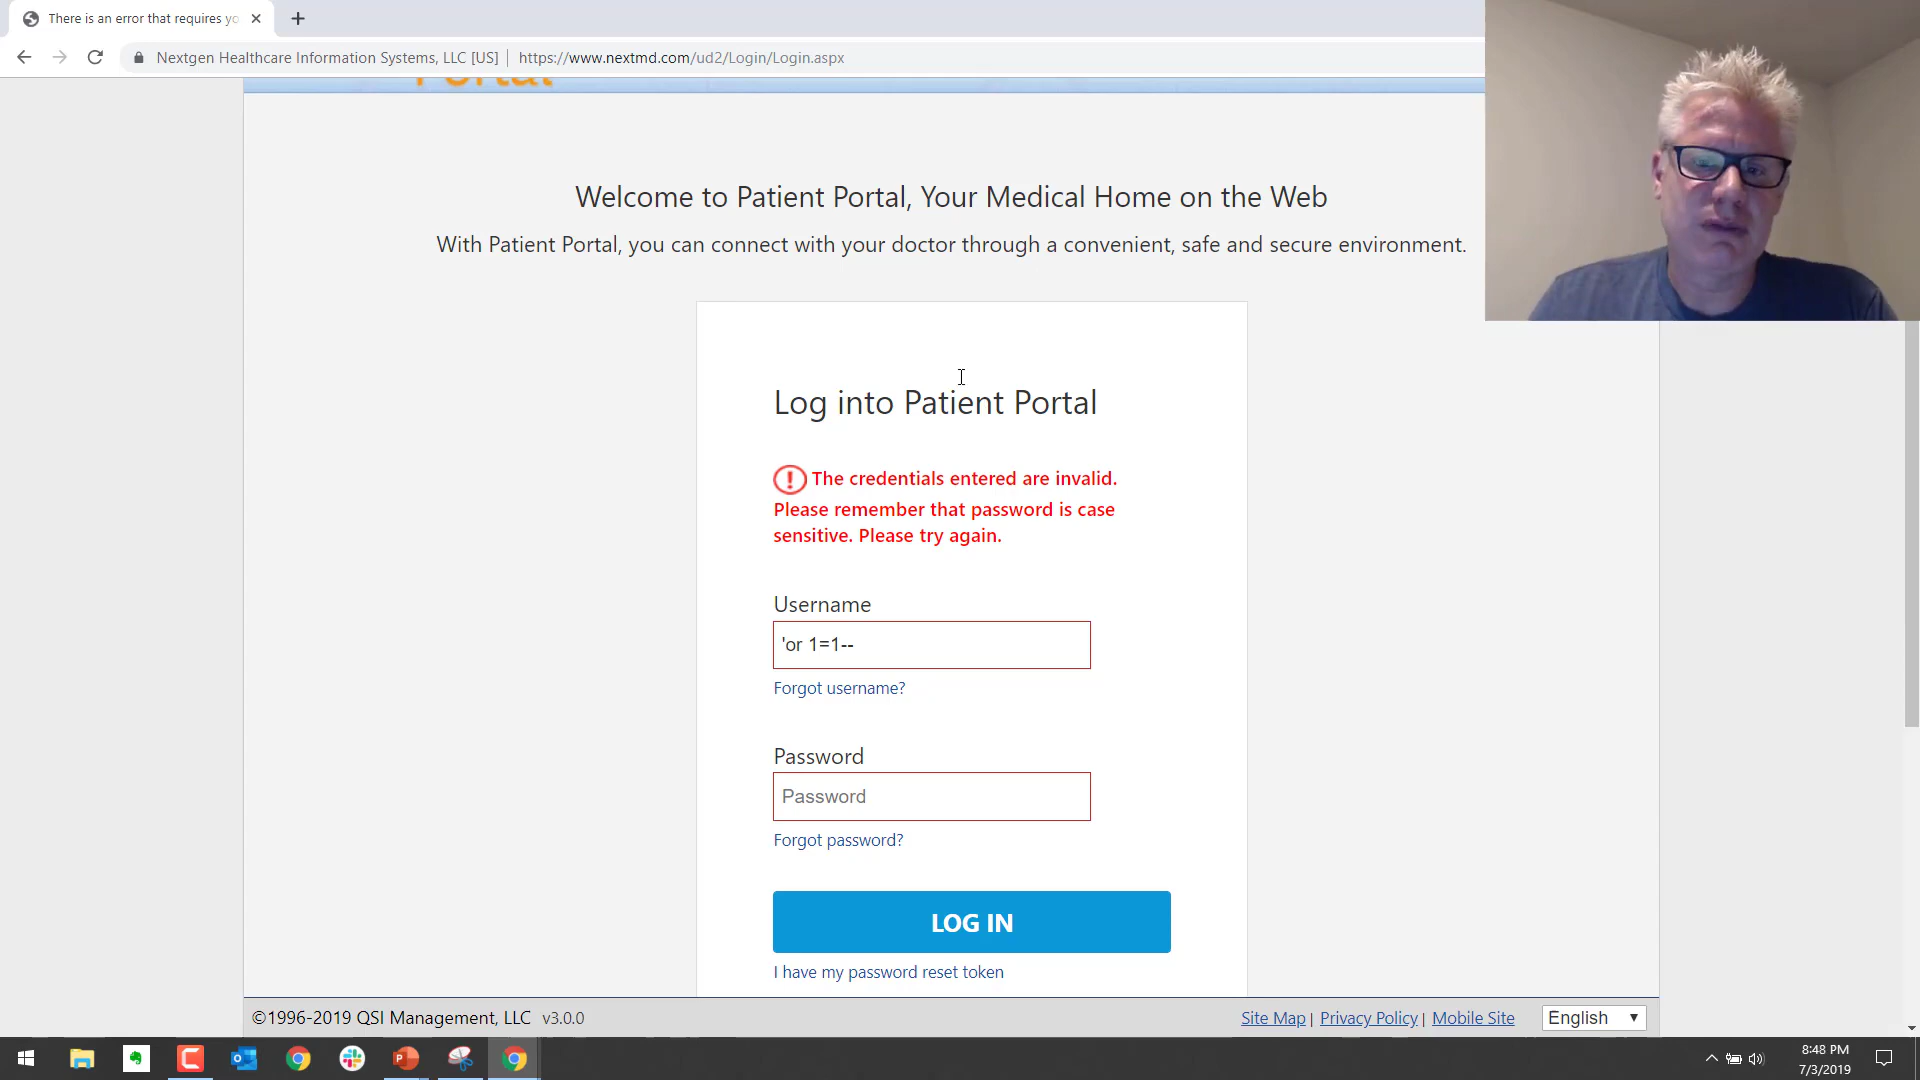 There is an error that requires yo
Nextgen Healthcare Information Systems, LLC [US] | https://www.nextmd.com/ud2/Login/Login.aspx
Portal
Welcome to Patient Portal, Your Medical Home on the Web
With Patient Portal, you can connect with your doctor through a convenient, safe and secure environment.
Log into Patient Portal
The credentials entered are invalid.
Please remember that password is case
sensitive. Please try again.
Username
'or 1=1--
Forgot username?
Password
Password
Forgot password?
LOG IN
I have my password reset token
©1996-2019 QSI Management, LLC v3.0.0
Site Map | Privacy Policy | Mobile Site
English
8:48 PM
7/3/2019